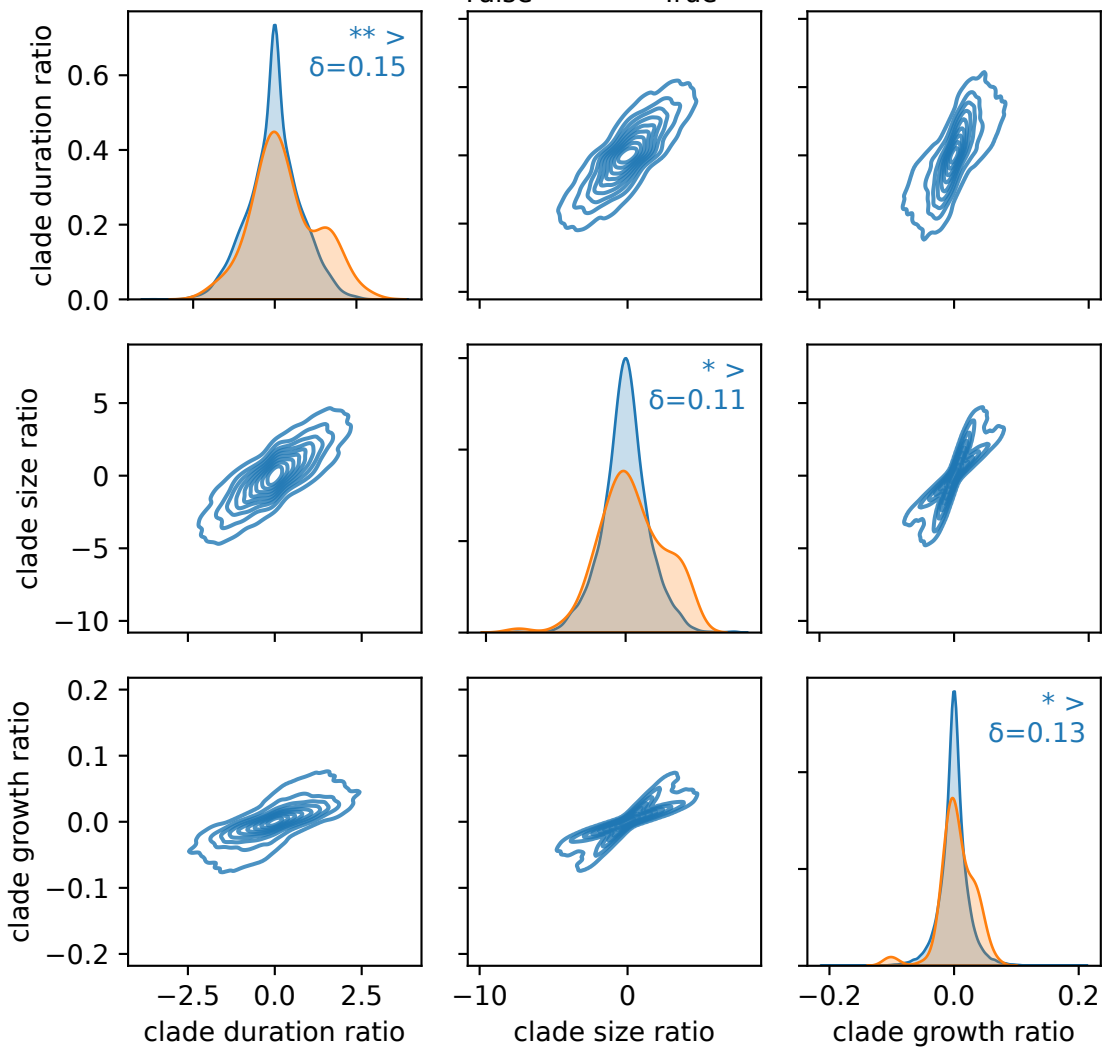 False True
clade duration ratio
0.6
0.4
0.2
0.0
** >
δ=0.15
clade size ratio
5
0
−5
−10
* >
δ=0.11
clade growth ratio
0.2
0.1
0.0
−0.1
−0.2
* >
δ=0.13
−2.5 0.0 2.5
−10 0
−0.2 0.0 0.2
clade duration ratio
clade size ratio
clade growth ratio